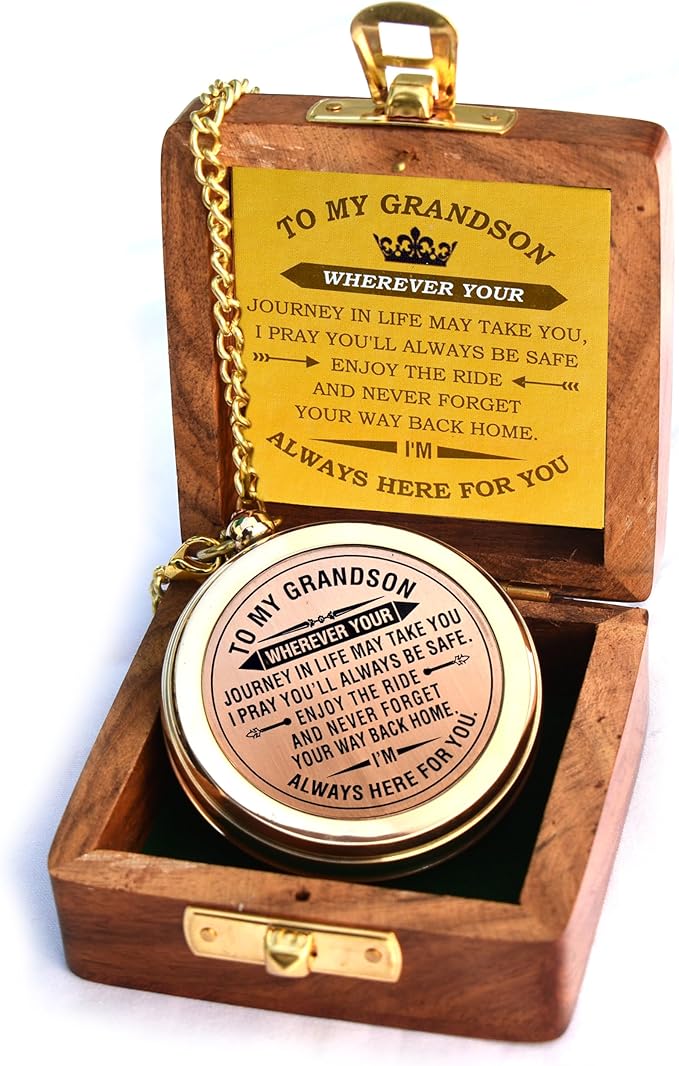 TO MY GRANDSON
WHEREVER YOUR
JOURNEY IN LIFE MAY TAKE YOU,
I PRAY YOU'LL ALWAYS BE SAFE
ENJOY THE RIDE
AND NEVER FORGET
YOUR WAY BACK HOME.
I'M
ALWAYS HERE FOR YOU
TO MY GRANDSON
WHEREVER YOUR
JOURNEY IN LIFE MAY TAKE YOU
I PRAY YOU'LL ALWAYS BE SAFE.
ENJOY THE RIDE
AND NEVER FORGET
YOUR WAY BACK HOME.
I'M
ALWAYS HERE FOR YOU.